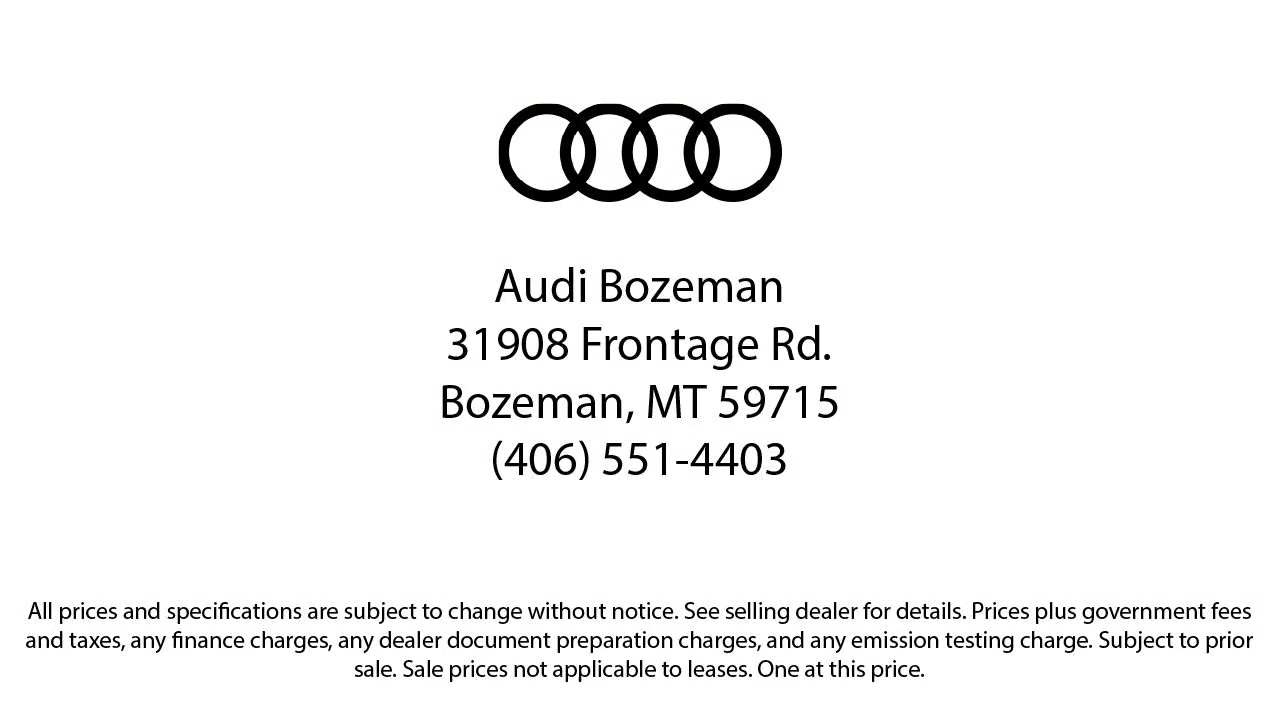 Audi Bozeman
31908 Frontage Rd.
Bozeman, MT 59715
(406) 551-4403
All prices and specifications are subject to change without notice. See selling dealer for details. Prices plus government fees
and taxes, any finance charges, any dealer document preparation charges, and any emission testing charge. Subject to prior
sale. Sale prices not applicable to leases. One at this price.